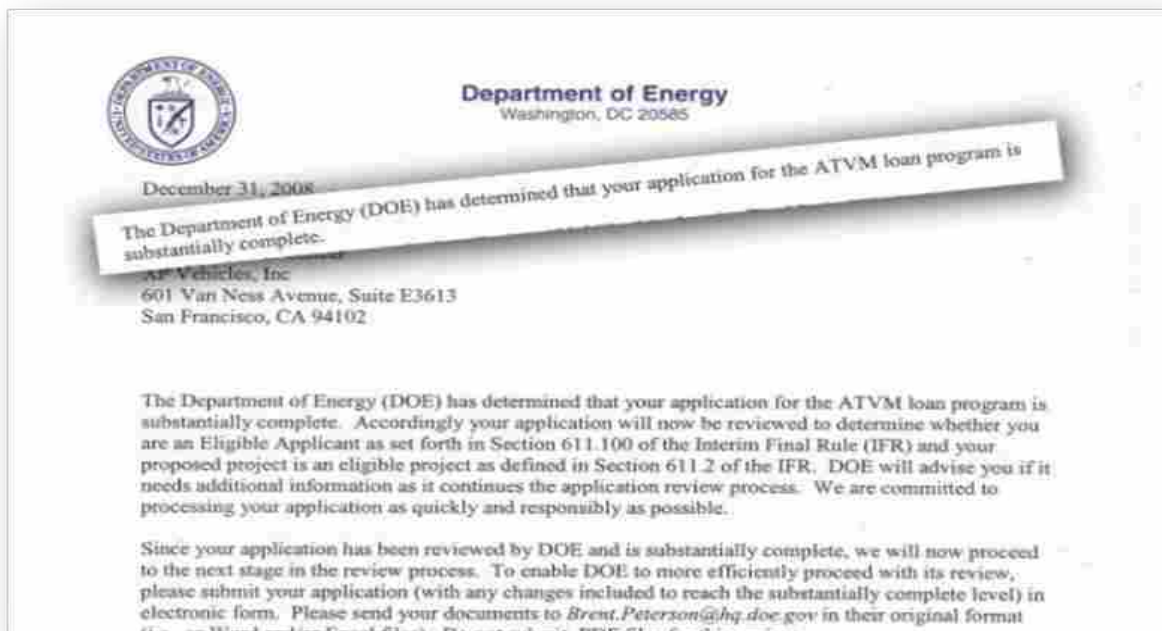 Department of Energy
Washington, DC 20585
December 31, 2008
The Department of Energy (DOE) has determined that your application for the ATVM loan program is
substantially complete.
Vehicles, Inc
601 Van Ness Avenue, Suite E3613
San Francisco, CA 94102
The Department of Energy (DOE) has determined that your application for the ATVM loan program is
substantially complete. Accordingly your application will now be reviewed to determine whether you
are an Eligible Applicant as set forth in Section 611.100 of the Interim Final Rule (IFR) and your
proposed project is an eligible project as defined in Section 611.2 of the IFR. DOE will advise you if it
needs additional information as it continues the application review process. We are committed to
processing your application as quickly and responsibly as possible.
Since your application has been reviewed by DOE and is substantially complete, we will now proceed
to the next stage in the review process. To enable DOE to more efficiently proceed with its review,
please submit your application (with any changes included to reach the substantially complete level) in
electronic form. Please send your documents to Brent.Peterson@hq.doe.gov in their original format